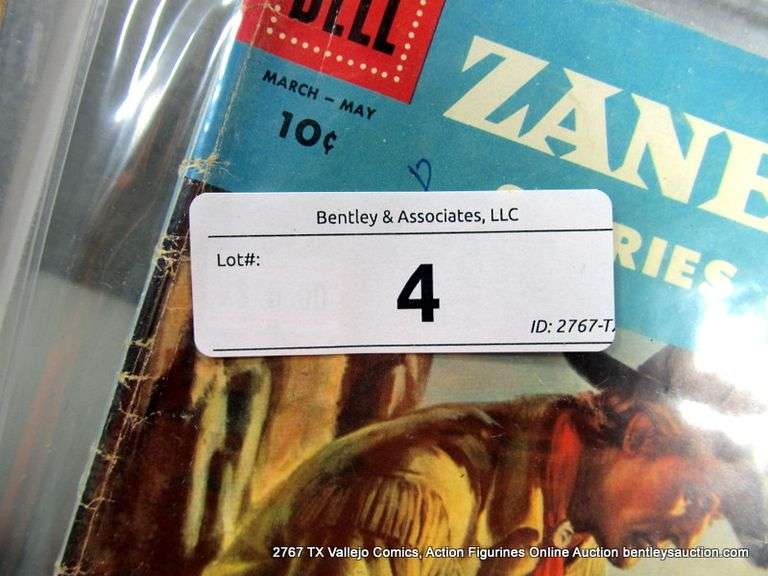 DELL
MARCH – MAY
10¢
ZANE
RIES
Bentley & Associates, LLC
Lot#:
4
ID: 2767-T
2767 TX Vallejo Comics, Action Figurines Online Auction bentleysauction.com